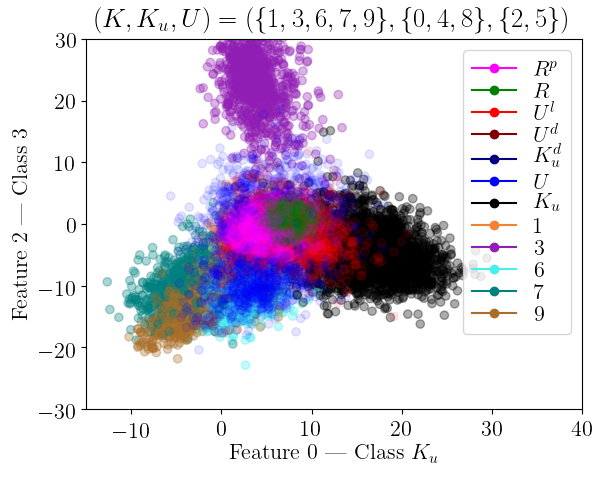 (K, K_u, U) = ({1, 3, 6, 7, 9}, {0, 4, 8}, {2, 5})
30
20
10
0
−10
−20
−30
Feature 2 — Class 3
R^p
R
U^l
U^d
K_u^d
U
K_u
1
3
6
7
9
−10
0
10
20
30
40
Feature 0 — Class K_u